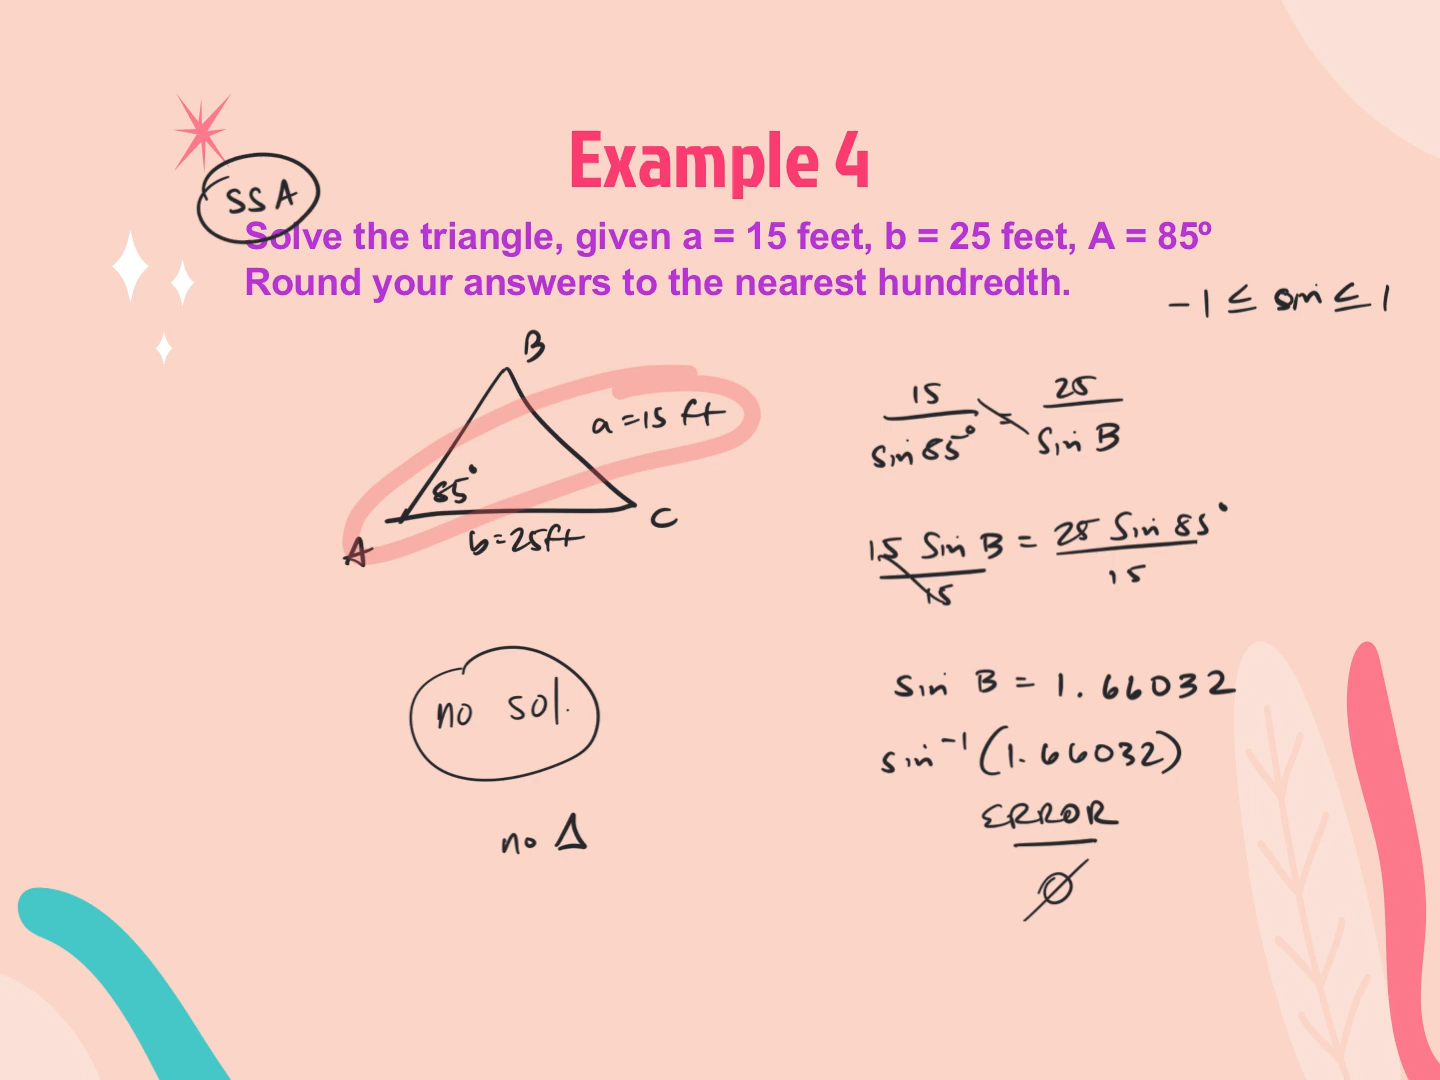 Example 4
SSA
Solve the triangle, given a = 15 feet, b = 25 feet, A = 85º
Round your answers to the nearest hundredth.
-1 ≤ sin ≤ 1
B
a = 15 ft
85°
A
b = 25ft
C
15 / sin 85° = 25 / sin B
15 sin B / 15 = 25 sin 85° / 15
sin B = 1.66032
sin⁻¹ (1.66032)
ERROR
∅
no sol.
no Δ